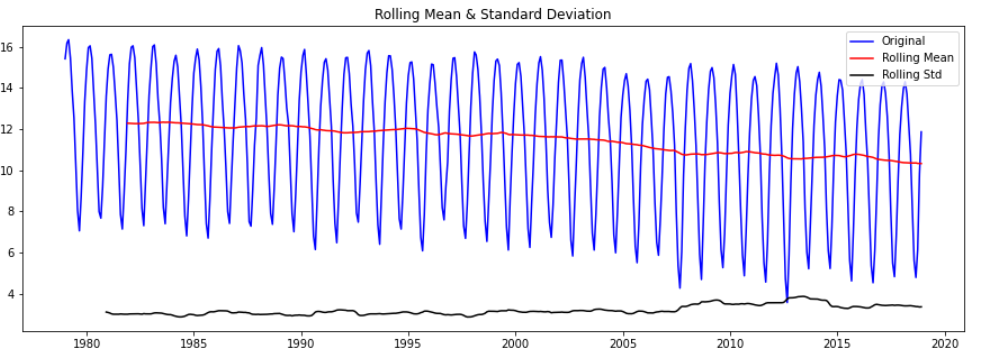 Rolling Mean & Standard Deviation
16
14
12
10
8
6
4
Original
Rolling Mean
Rolling Std
1980 1985 1990 1995 2000 2005 2010 2015 2020